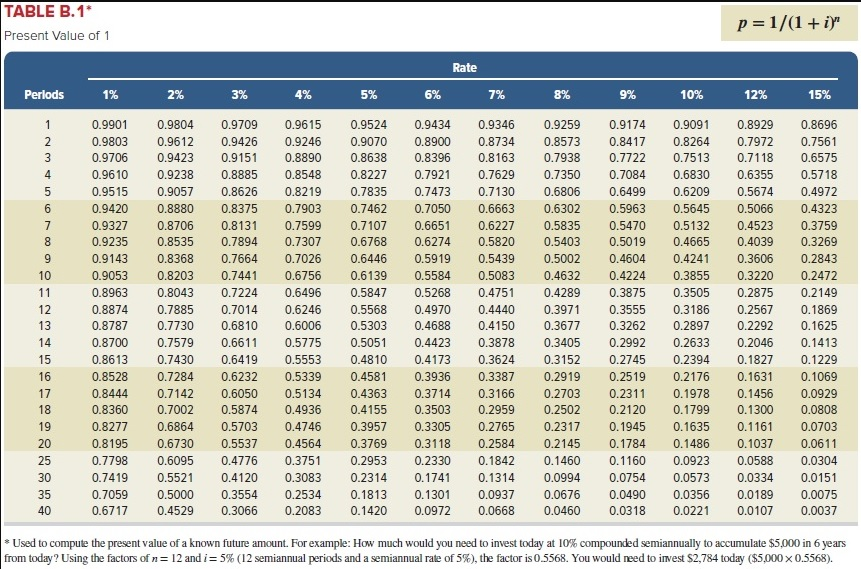 TABLE B.1*
Present Value of 1
p = 1/(1 + i)ⁿ
Rate
Periods 1% 2% 3% 4% 5% 6% 7% 8% 9% 10% 12% 15%
1 0.9901 0.9804 0.9709 0.9615 0.9524 0.9434 0.9346 0.9259 0.9174 0.9091 0.8929 0.8696
2 0.9803 0.9612 0.9426 0.9246 0.9070 0.8900 0.8734 0.8573 0.8417 0.8264 0.7972 0.7561
3 0.9706 0.9423 0.9151 0.8890 0.8638 0.8396 0.8163 0.7938 0.7722 0.7513 0.7118 0.6575
4 0.9610 0.9238 0.8885 0.8548 0.8227 0.7921 0.7629 0.7350 0.7084 0.6830 0.6355 0.5718
5 0.9515 0.9057 0.8626 0.8219 0.7835 0.7473 0.7130 0.6806 0.6499 0.6209 0.5674 0.4972
6 0.9420 0.8880 0.8375 0.7903 0.7462 0.7050 0.6663 0.6302 0.5963 0.5645 0.5066 0.4323
7 0.9327 0.8706 0.8131 0.7599 0.7107 0.6651 0.6227 0.5835 0.5470 0.5132 0.4523 0.3759
8 0.9235 0.8535 0.7894 0.7307 0.6768 0.6274 0.5820 0.5403 0.5019 0.4665 0.4039 0.3269
9 0.9143 0.8368 0.7664 0.7026 0.6446 0.5919 0.5439 0.5002 0.4604 0.4241 0.3606 0.2843
10 0.9053 0.8203 0.7441 0.6756 0.6139 0.5584 0.5083 0.4632 0.4224 0.3855 0.3220 0.2472
11 0.8963 0.8043 0.7224 0.6496 0.5847 0.5268 0.4751 0.4289 0.3875 0.3505 0.2875 0.2149
12 0.8874 0.7885 0.7014 0.6246 0.5568 0.4970 0.4440 0.3971 0.3555 0.3186 0.2567 0.1869
13 0.8787 0.7730 0.6810 0.6006 0.5303 0.4688 0.4150 0.3677 0.3262 0.2897 0.2292 0.1625
14 0.8700 0.7579 0.6611 0.5775 0.5051 0.4423 0.3878 0.3405 0.2992 0.2633 0.2046 0.1413
15 0.8613 0.7430 0.6419 0.5553 0.4810 0.4173 0.3624 0.3152 0.2745 0.2394 0.1827 0.1229
16 0.8528 0.7284 0.6232 0.5339 0.4581 0.3936 0.3387 0.2919 0.2519 0.2176 0.1631 0.1069
17 0.8444 0.7142 0.6050 0.5134 0.4363 0.3714 0.3166 0.2703 0.2311 0.1978 0.1456 0.0929
18 0.8360 0.7002 0.5874 0.4936 0.4155 0.3503 0.2959 0.2502 0.2120 0.1799 0.1300 0.0808
19 0.8277 0.6864 0.5703 0.4746 0.3957 0.3305 0.2765 0.2317 0.1945 0.1635 0.1161 0.0703
20 0.8195 0.6730 0.5537 0.4564 0.3769 0.3118 0.2584 0.2145 0.1784 0.1486 0.1037 0.0611
25 0.7798 0.6095 0.4776 0.3751 0.2953 0.2330 0.1842 0.1460 0.1160 0.0923 0.0588 0.0304
30 0.7419 0.5521 0.4120 0.3083 0.2314 0.1741 0.1314 0.0994 0.0754 0.0573 0.0334 0.0151
35 0.7059 0.5000 0.3554 0.2534 0.1813 0.1301 0.0937 0.0676 0.0490 0.0356 0.0189 0.0075
40 0.6717 0.4529 0.3066 0.2083 0.1420 0.0972 0.0668 0.0460 0.0318 0.0221 0.0107 0.0037
* Used to compute the present value of a known future amount. For example: How much would you need to invest today at 10% compounded semiannually to accumulate $5,000 in 6 years
from today? Using the factors of n = 12 and i = 5% (12 semiannual periods and a semiannual rate of 5%), the factor is 0.5568. You would need to invest $2,784 today ($5,000 × 0.5568).